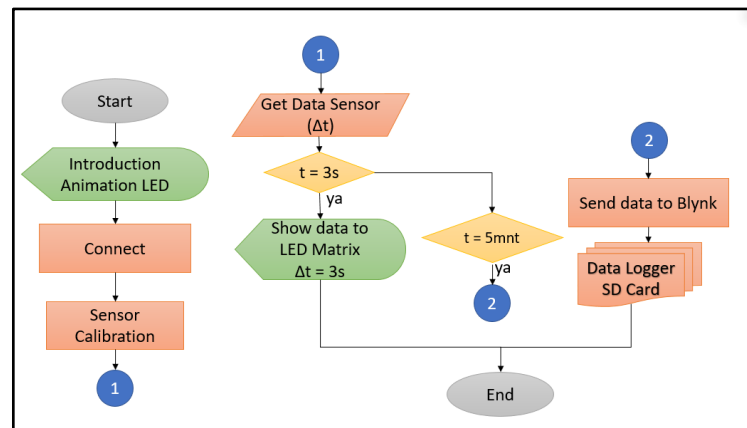 Start
Introduction
Animation LED
Connect
Sensor
Calibration
1
1
Get Data Sensor
(Δt)
t = 3s
ya
Show data to
LED Matrix
Δt = 3s
t = 5mnt
ya
2
2
Send data to Blynk
Data Logger
SD Card
End